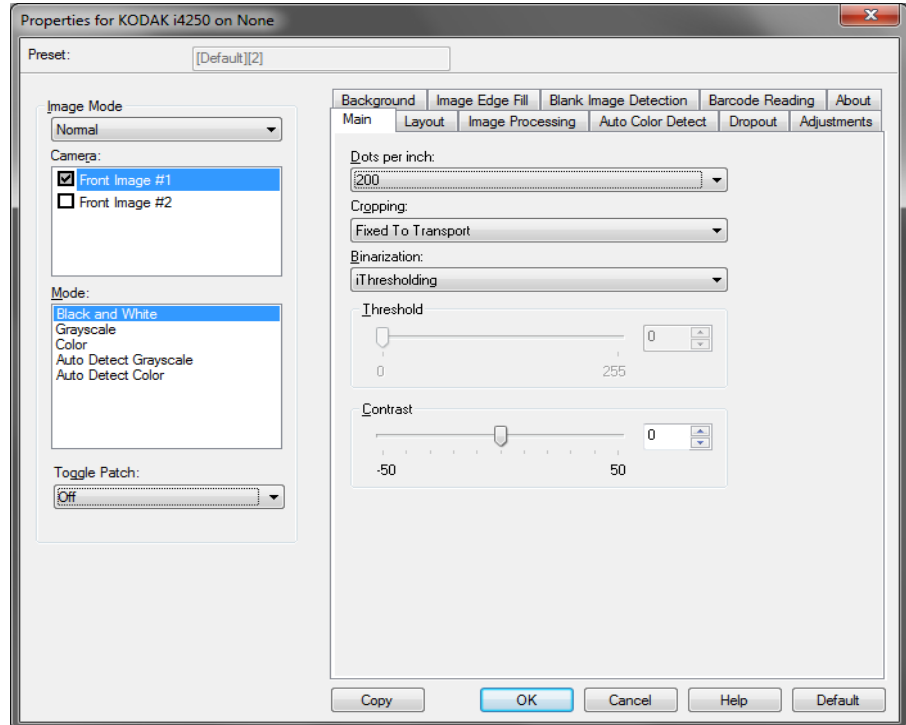 Properties for KODAK i4250 on None
Preset:
[Default][2]
Image Mode
Normal
Camera:
Front Image #1
Front Image #2
Mode:
Black and White
Grayscale
Color
Auto Detect Grayscale
Auto Detect Color
Toggle Patch:
Off
Background Image Edge Fill Blank Image Detection Barcode Reading About
Main Layout Image Processing Auto Color Detect Dropout Adjustments
Dots per inch:
200
Cropping:
Fixed To Transport
Binarization:
iThresholding
Threshold
0
0 255
Contrast
0
-50 50
Copy OK Cancel Help Default